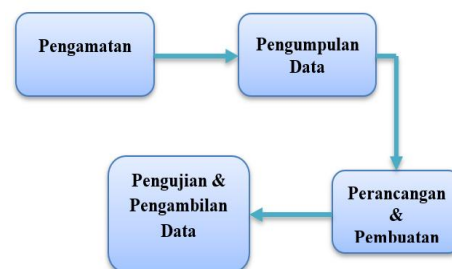 Pengamatan
Pengumpulan
Data
Perancangan
&
Pembuatan
Pengujian &
Pengambilan
Data